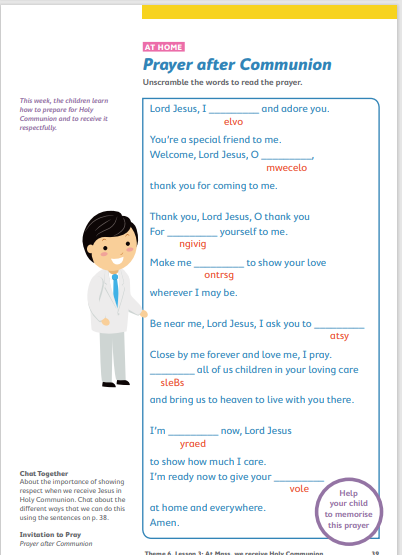 AT HOME
Prayer after Communion
Unscramble the words to read the prayer.
This week, the children learn
how to prepare for Holy
Communion and to receive it
respectfully.
Lord Jesus, I __________ and adore you.
elvo
You're a special friend to me.
Welcome, Lord Jesus, O __________,
mwecelo
thank you for coming to me.
Thank you, Lord Jesus, O thank you
For __________ yourself to me.
ngivig
Make me __________ to show your love
ontrsg
wherever I may be.
Be near me, Lord Jesus, I ask you to __________
atsy
Close by me forever and love me, I pray.
__________ all of us children in your loving care
sleBs
and bring us to heaven to live with you there.
I'm __________ now, Lord Jesus
yraed
to show how much I care.
I'm ready now to give your __________
vole
at home and everywhere.
Amen.
Help
your child
to memorise
this prayer
Chat Together
About the importance of showing
respect when we receive Jesus in
Holy Communion. Chat about the
different ways that we can do this
using the sentences on p. 38.
Invitation to Pray
Prayer after Communion
Theme 6, Lesson 3: At Mass, we receive Holy Communion 39